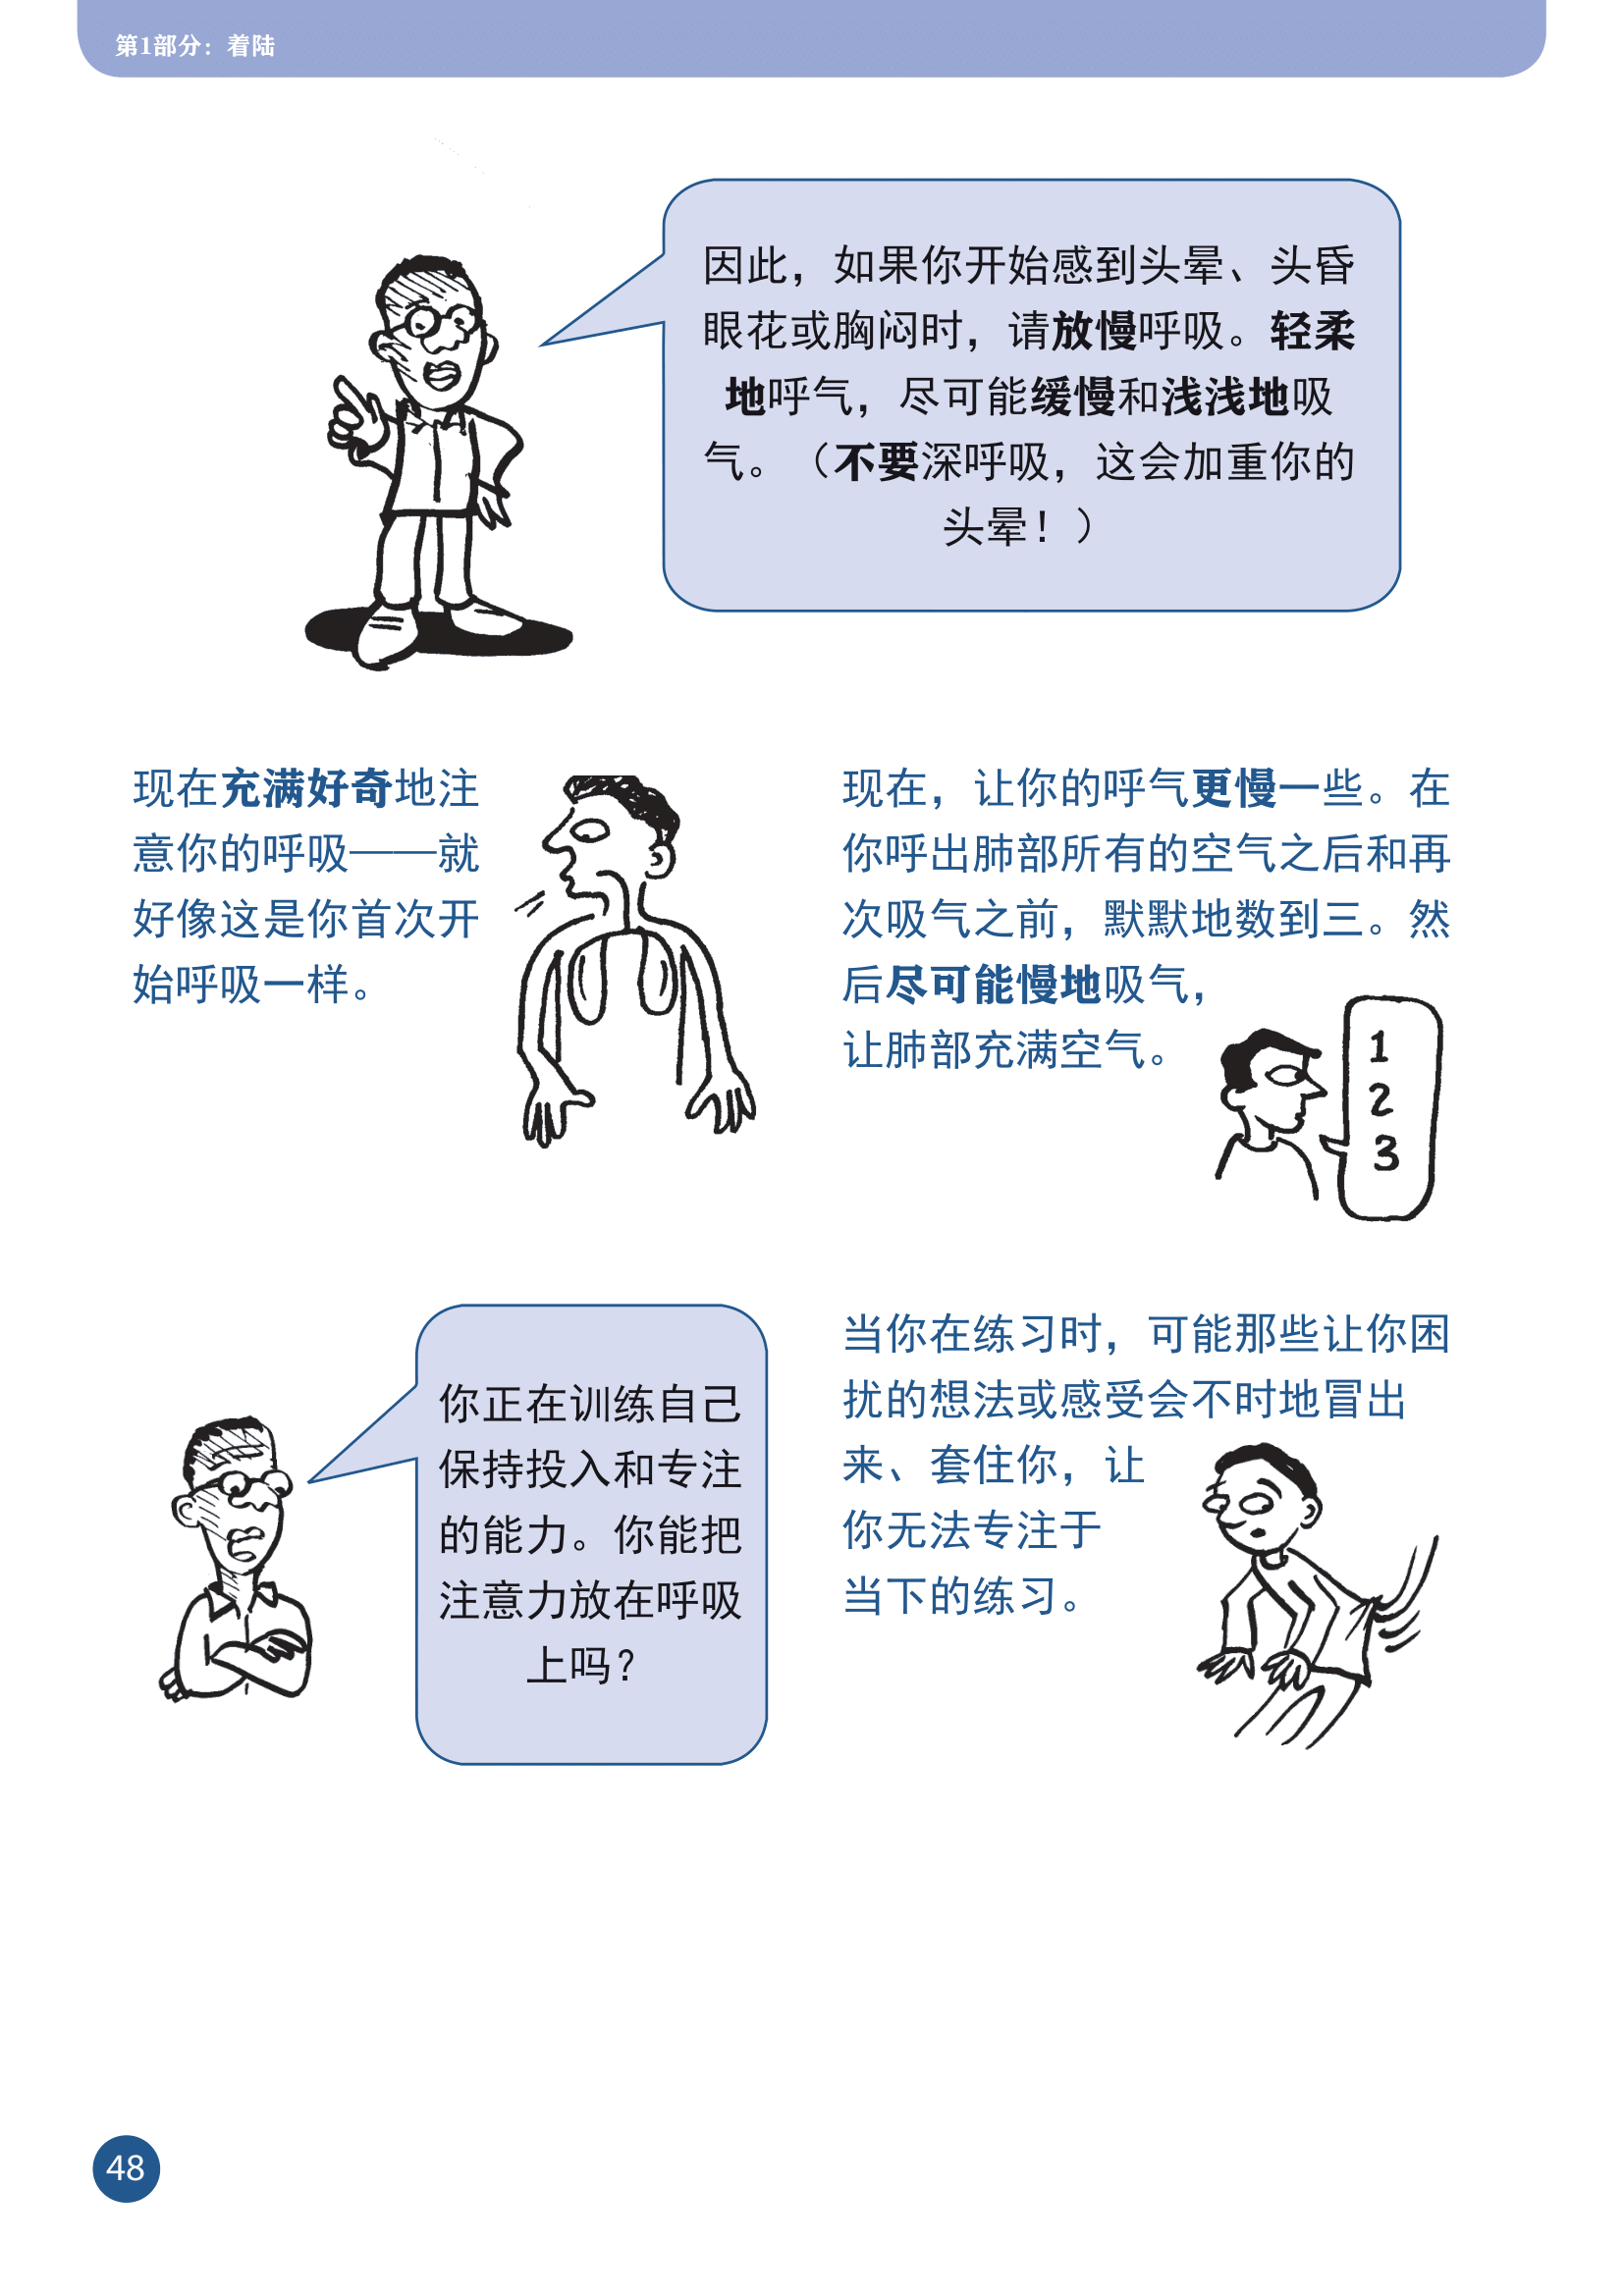 第1部分：着陆
因此，如果你开始感到头晕、头昏
眼花或胸闷时，请放慢呼吸。轻柔
地呼气，尽可能缓慢和浅浅地吸
气。（不要深呼吸，这会加重你的
头晕！）
现在充满好奇地注
意你的呼吸——就
好像这是你首次开
始呼吸一样。
现在，让你的呼气更慢一些。在
你呼出肺部所有的空气之后和再
次吸气之前，默默地数到三。然
后尽可能慢地吸气，
让肺部充满空气。
1
2
3
你正在训练自己
保持投入和专注
的能力。你能把
注意力放在呼吸
上吗？
当你在练习时，可能那些让你困
扰的想法或感受会不时地冒出
来、套住你，让
你无法专注于
当下的练习。
48